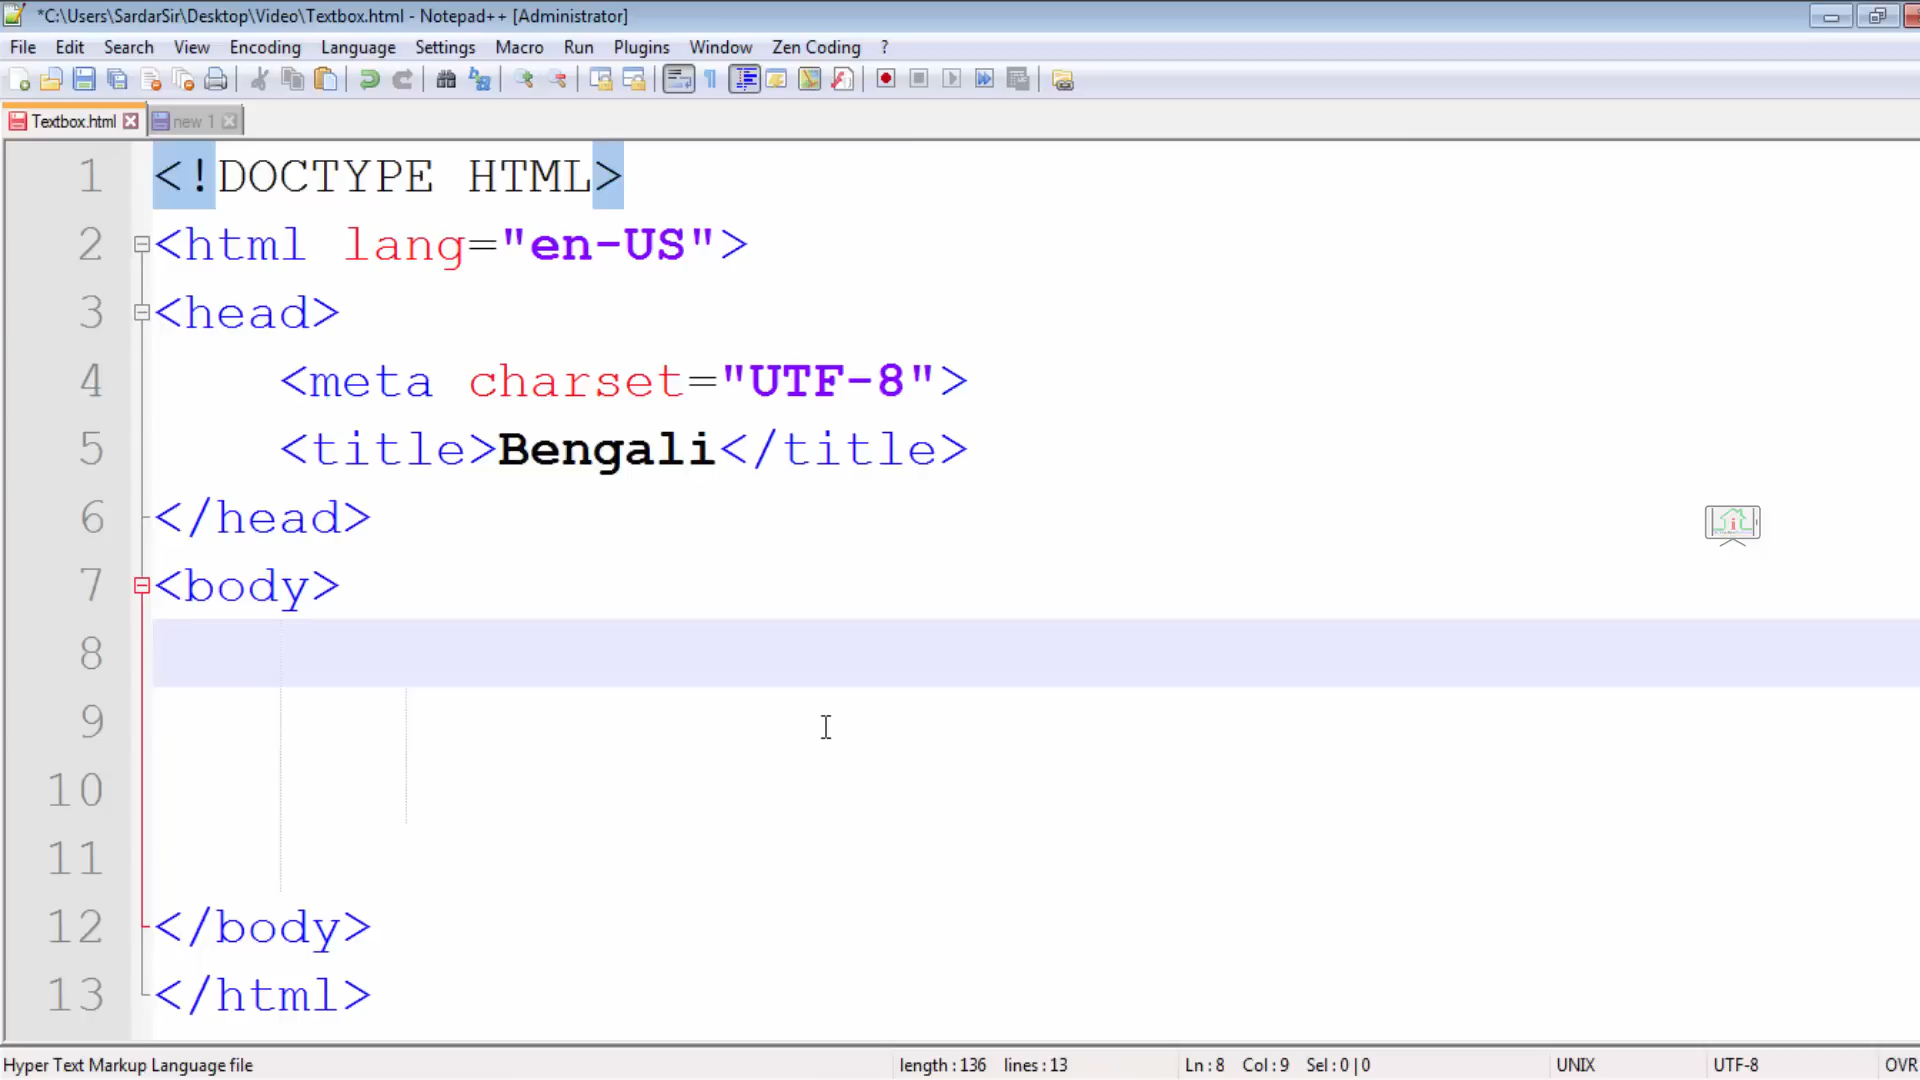 *C:\Users\SardarSir\Desktop\Video\Textbox.html - Notepad++ [Administrator]
File Edit Search View Encoding Language Settings Macro Run Plugins Window Zen Coding ?
Textbox.html new 1
1 <!DOCTYPE HTML>
2 <html lang="en-US">
3 <head>
4 <meta charset="UTF-8">
5 <title>Bengali</title>
6 </head>
7 <body>
8
9
10
11
12 </body>
13 </html>
Hyper Text Markup Language file length : 136 lines : 13 Ln : 8 Col : 9 Sel : 0 | 0 UNIX UTF-8 OVR